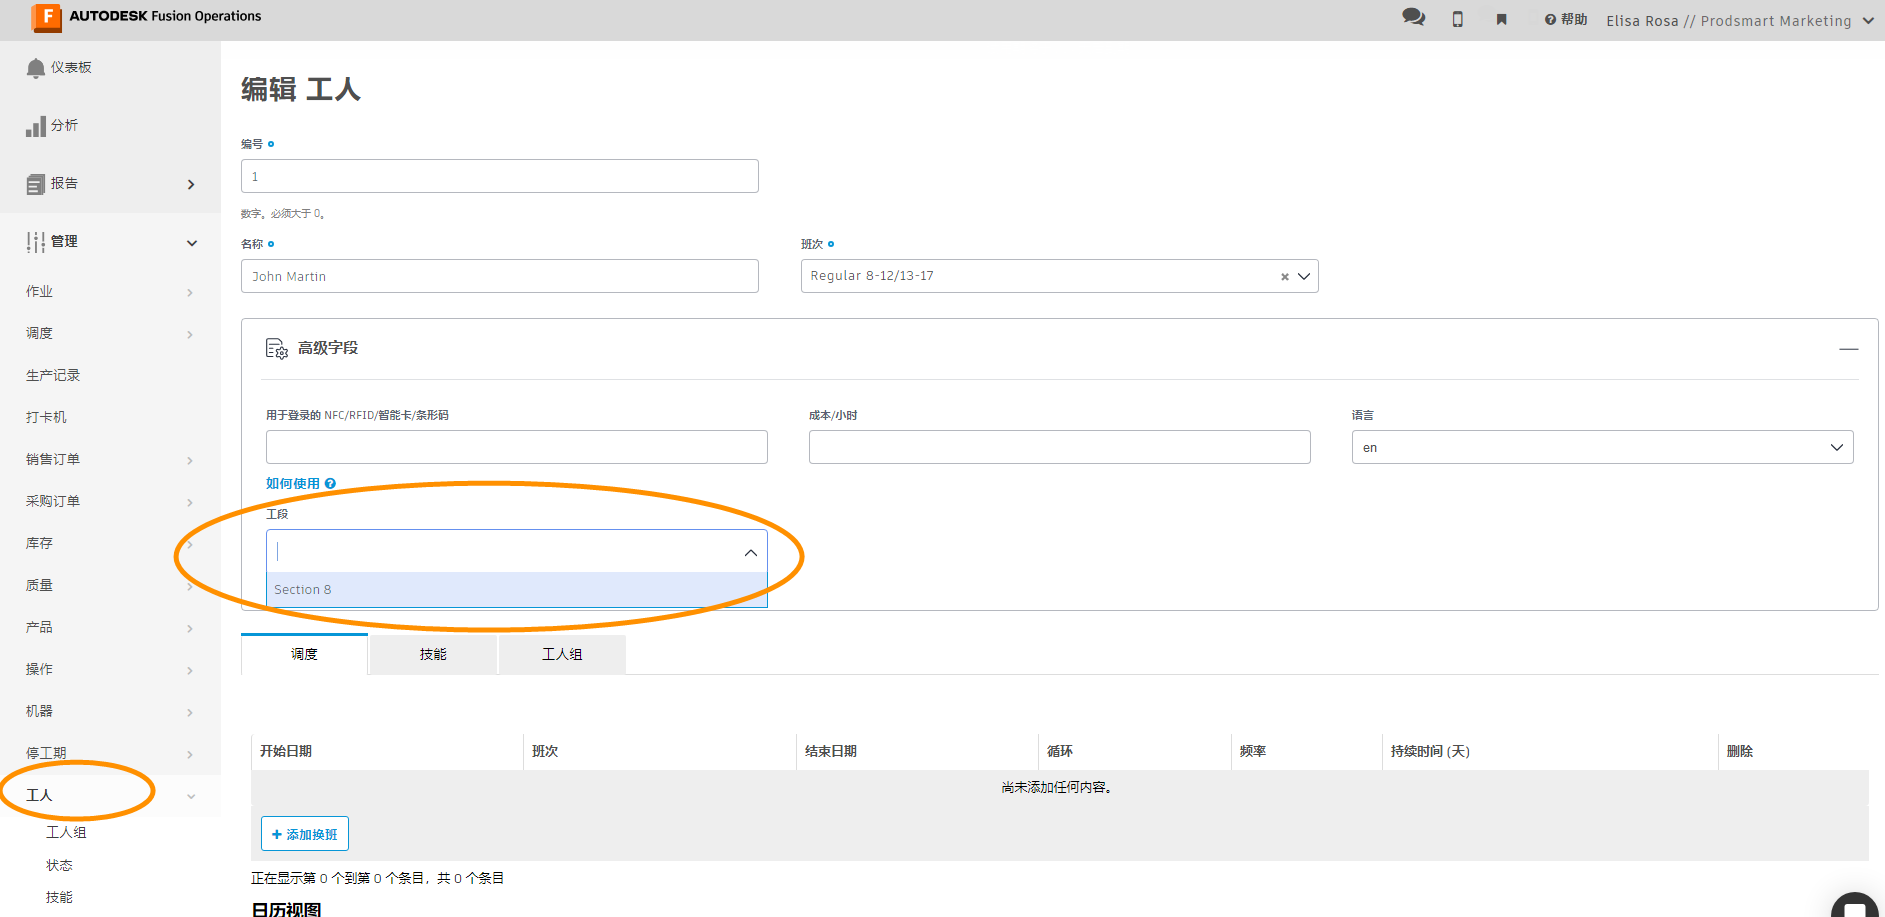 F AUTODESK Fusion Operations
帮助 Elisa Rosa // Prodsmart Marketing
仪表板
分析
报告
管理
作业
调度
生产记录
打卡机
销售订单
采购订单
库存
质量
产品
操作
机器
停工期
工人
工人组
状态
技能
编辑 工人
编号
1
数字。必须大于 0。
名称 班次
John Martin Regular 8-12/13-17
高级字段
用于登录的 NFC/RFID/智能卡/条形码 成本/小时 语言
en
如何使用
工段
Section 8
调度 技能 工人组
开始日期 班次 结束日期 循环 频率 持续时间 (天) 删除
尚未添加任何内容。
+ 添加换班
正在显示第 0 个到第 0 个条目，共 0 个条目
日历视图